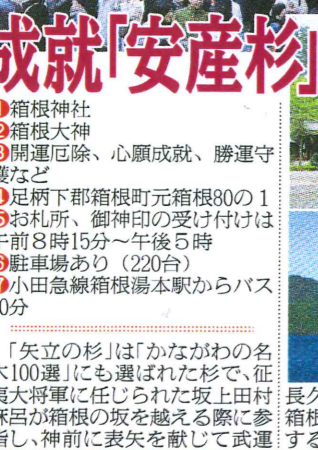 成就「安産杉」
❶箱根神社
❷箱根大神
❸開運厄除、心願成就、勝運守
護など
❹足柄下郡箱根町元箱根80の1
❺お札所、御神印の受け付けは
午前8時15分〜午後5時
❻駐車場あり（220台）
❼小田急線箱根湯本駅からバス
0分
「矢立の杉」は「かながわの名
木100選」にも選ばれた杉で、征
夷大将軍に任じられた坂上田村
麻呂が箱根の坂を越える際に参
詣し、神前に表矢を献じて武運
長久
箱根
する